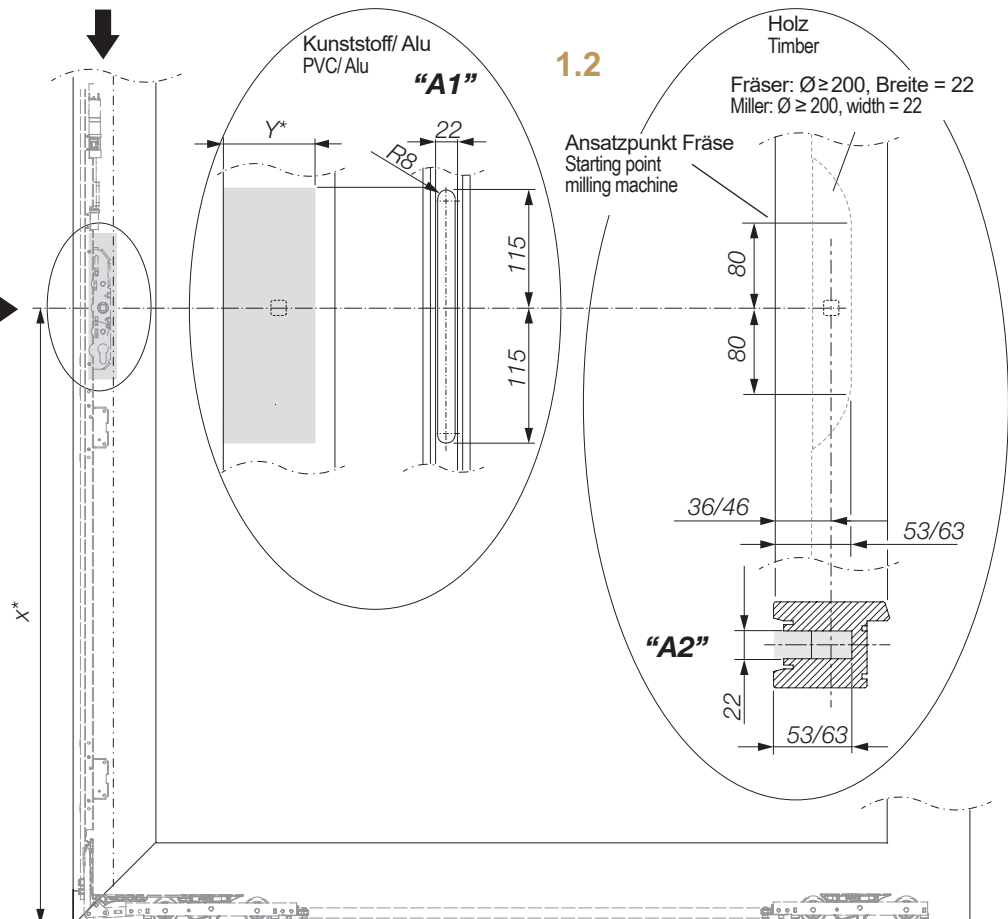 Kunststoff/ Alu
PVC/ Alu
“A1”
1.2
Holz
Timber
Fräser: Ø ≥ 200, Breite = 22
Miller: Ø ≥ 200, width = 22
Ansatzpunkt Fräse
Starting point
milling machine
Y*
22
R8
115
115
80
80
36/46
53/63
x*
“A2”
22
53/63